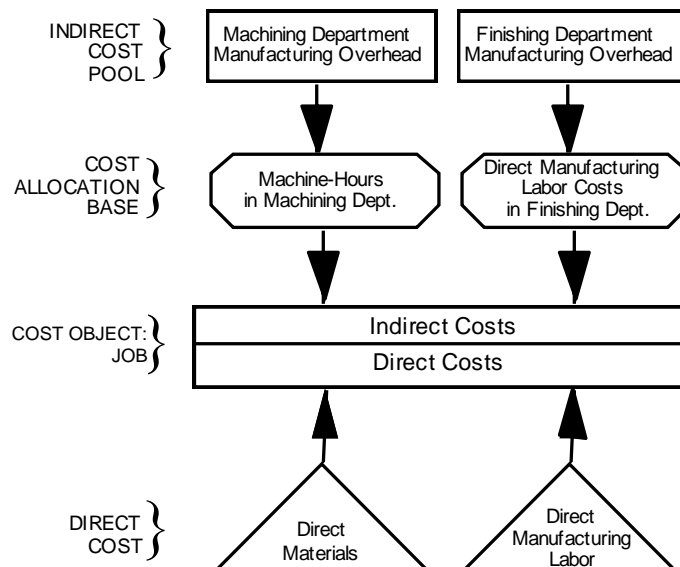 INDIRECT
COST
POOL
Machining Department
Manufacturing Overhead
Finishing Department
Manufacturing Overhead
COST
ALLOCATION
BASE
Machine-Hours
in Machining Dept.
Direct Manufacturing
Labor Costs
in Finishing Dept.
COST OBJECT:
JOB
Indirect Costs
Direct Costs
DIRECT
COST
Direct
Materials
Direct
Manufacturing
Labor